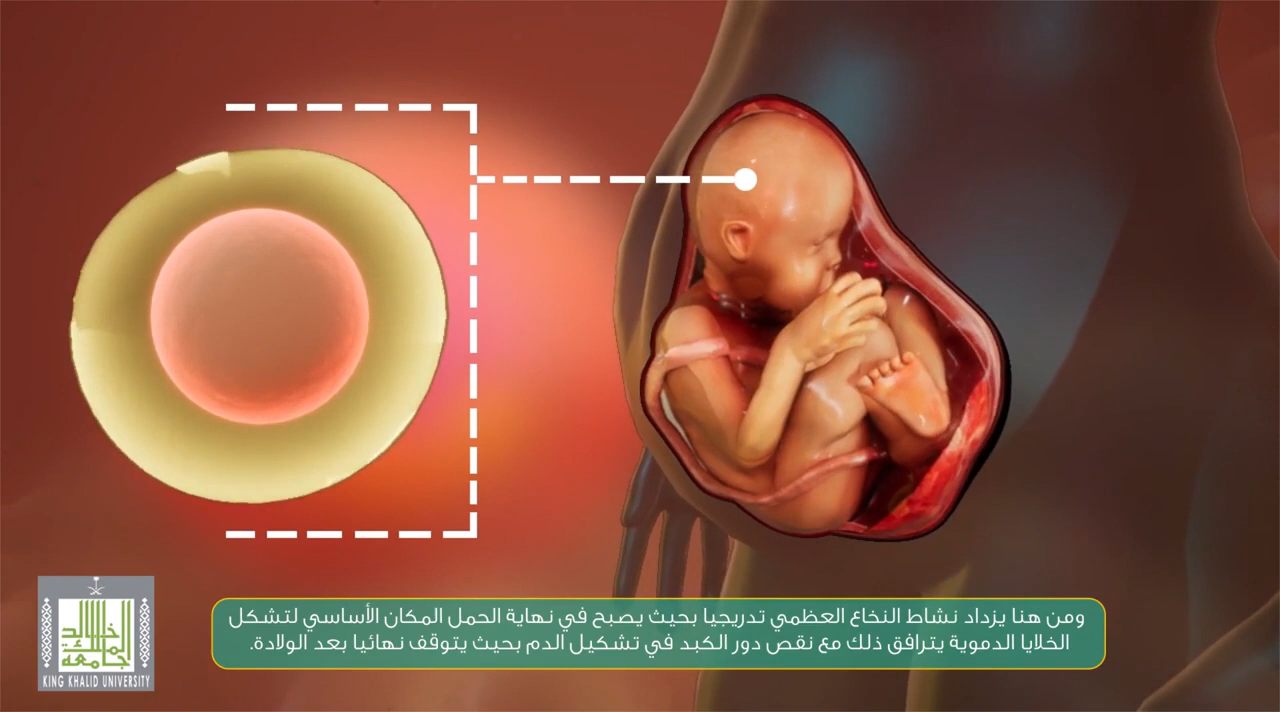 ومن هنا يزداد نشاط النخاع العظمي تدريجيا بحيث يصبح في نهاية الحمل المكان الأساسي لتشكل
الخلايا الدموية يترافق ذلك مع نقص دور الكبد في تشكيل الدم بحيث يتوقف نهائيا بعد الولادة.
جامعة
الملك خالد
KING KHALID UNIVERSITY